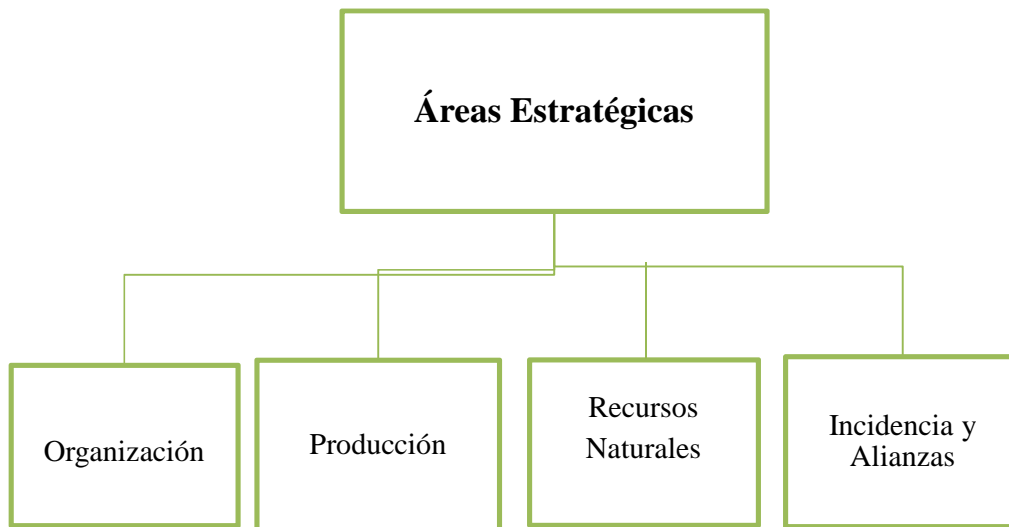 Áreas Estratégicas
Organización
Producción
Recursos
Naturales
Incidencia y
Alianzas